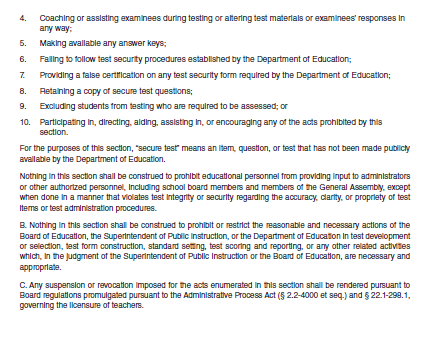 4. Coaching or assisting examinees during testing or altering test materials or examinees' responses in
any way;
5. Making available any answer keys;
6. Failing to follow test security procedures established by the Department of Education;
7. Providing a false certification on any test security form required by the Department of Education;
8. Retaining a copy of secure test questions;
9. Excluding students from testing who are required to be assessed; or
10. Participating in, directing, aiding, assisting in, or encouraging any of the acts prohibited by this
section.
For the purposes of this section, "secure test" means an item, question, or test that has not been made publicly
available by the Department of Education.
Nothing in this section shall be construed to prohibit educational personnel from providing input to administrators
or other authorized personnel, including school board members and members of the General Assembly, except
when done in a manner that violates test integrity or security regarding the accuracy, clarity, or propriety of test
items or test administration procedures.
B. Nothing in this section shall be construed to prohibit or restrict the reasonable and necessary actions of the
Board of Education, the Superintendent of Public Instruction, or the Department of Education in test development
or selection, test form construction, standard setting, test scoring and reporting, or any other related activities
which, in the judgment of the Superintendent of Public Instruction or the Board of Education, are necessary and
appropriate.
C. Any suspension or revocation imposed for the acts enumerated in this section shall be rendered pursuant to
Board regulations promulgated pursuant to the Administrative Process Act (§ 2.2-4000 et seq.) and § 22.1-298.1,
governing the licensure of teachers.